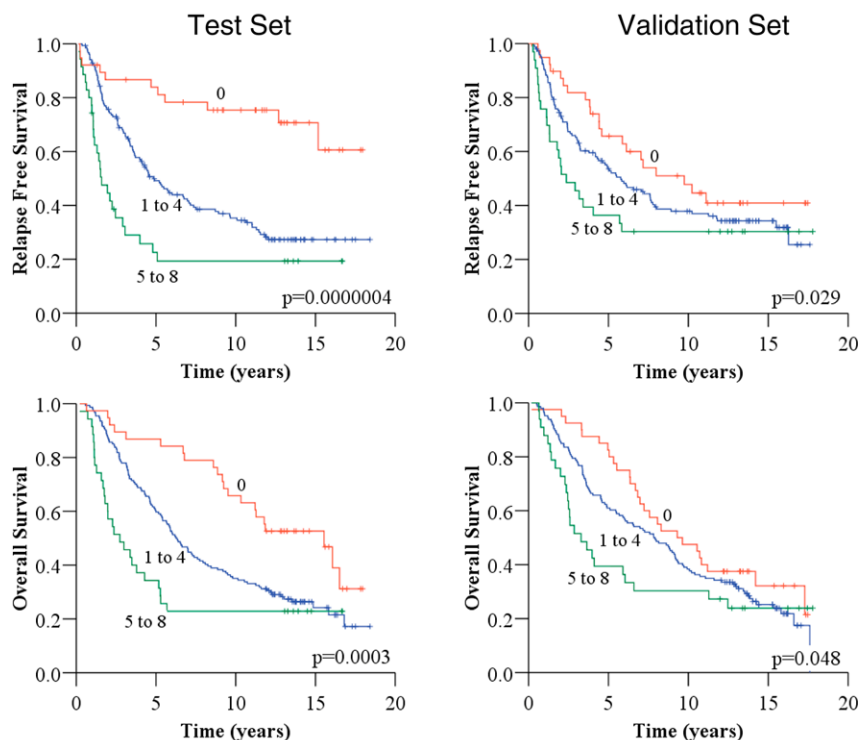 Test Set
Validation Set
Relapse Free Survival
1.0
0.8
0.6
0.4
0.2
0.0
0
1 to 4
5 to 8
p=0.0000004
0 5 10 15 20
Time (years)
Relapse Free Survival
1.0
0.8
0.6
0.4
0.2
0.0
0
1 to 4
5 to 8
p=0.029
0 5 10 15 20
Time (years)
Overall Survival
1.0
0.8
0.6
0.4
0.2
0.0
0
1 to 4
5 to 8
p=0.0003
0 5 10 15 20
Time (years)
Overall Survival
1.0
0.8
0.6
0.4
0.2
0.0
0
1 to 4
5 to 8
p=0.048
0 5 10 15 20
Time (years)